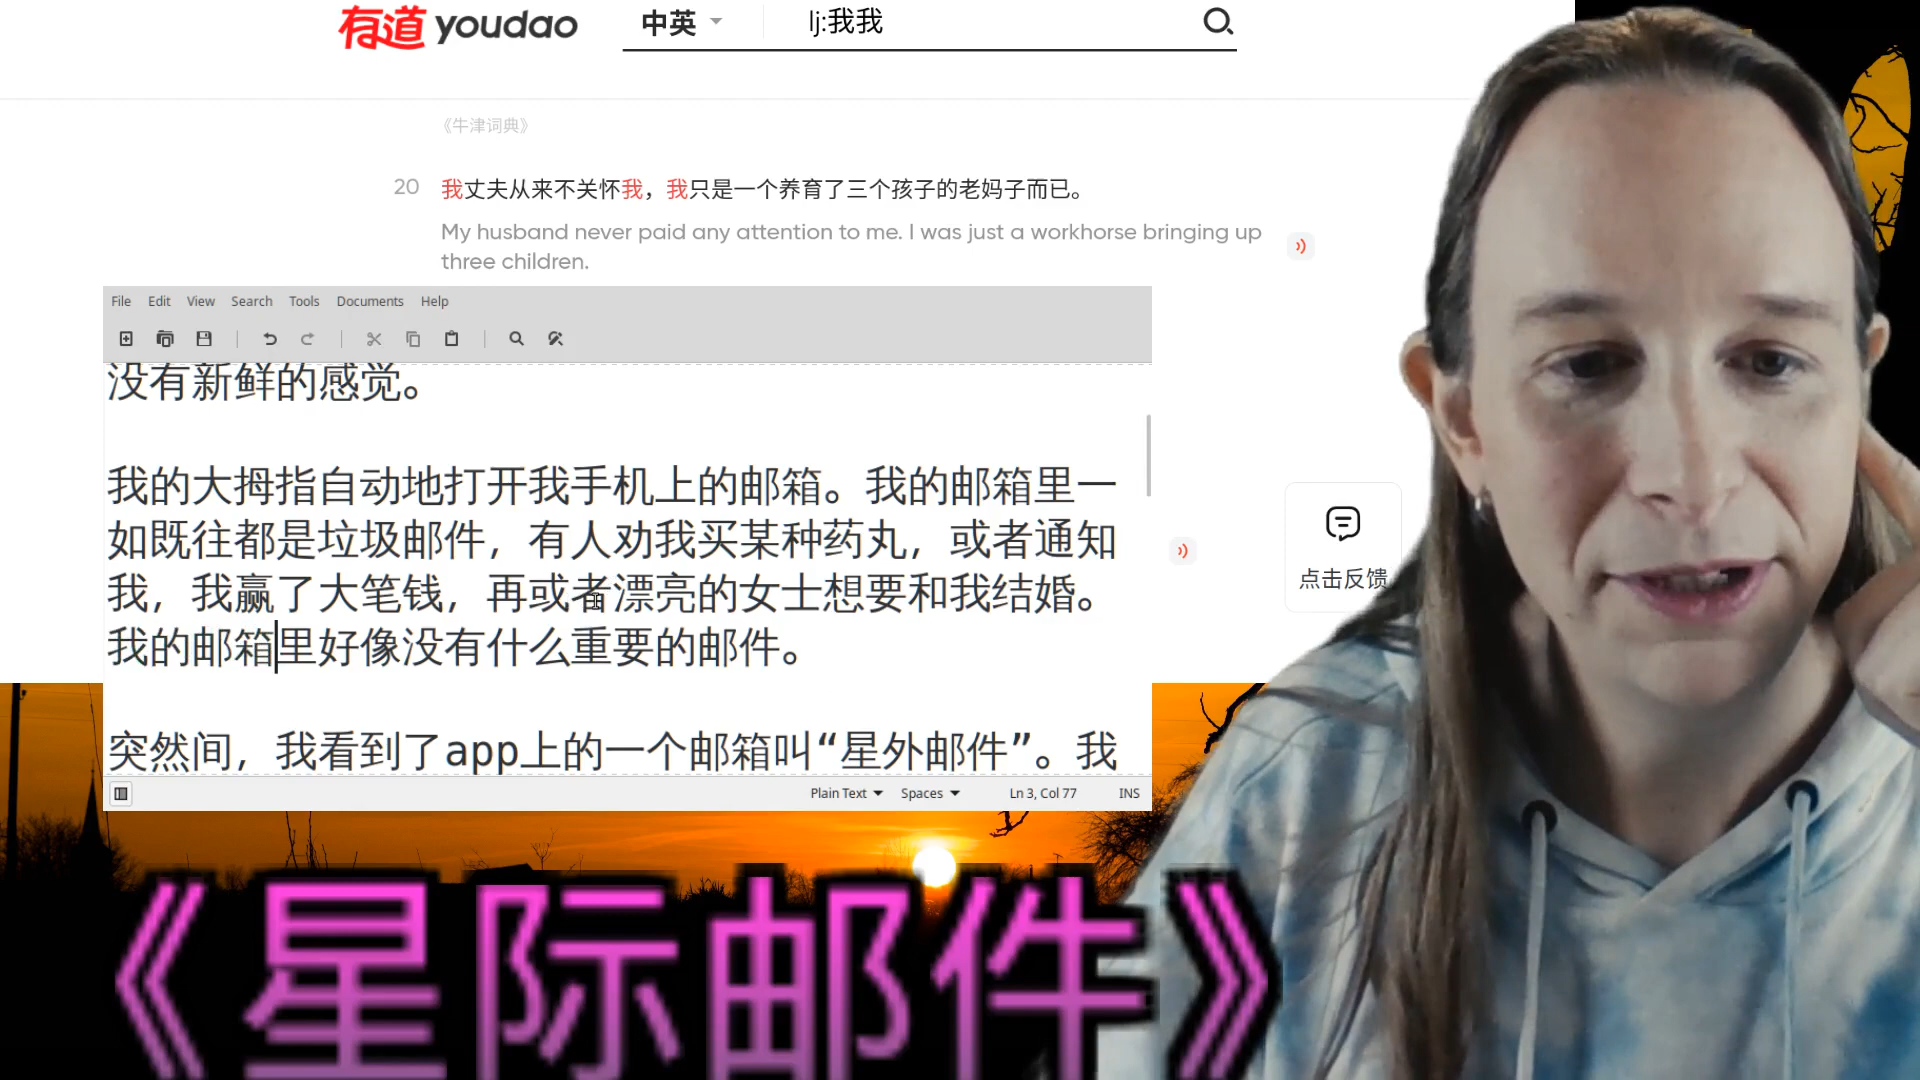 有道 youdao
中英
lj:我我
《牛津词典》
20 我丈夫从来不关怀我，我只是一个养育了三个孩子的老妈子而已。
My husband never paid any attention to me. I was just a workhorse bringing up
three children.
File Edit View Search Tools Documents Help
没有新鲜的感觉。
我的大拇指自动地打开我手机上的邮箱。我的邮箱里一
如既往都是垃圾邮件，有人劝我买某种药丸，或者通知
我，我赢了大笔钱，再或者漂亮的女士想要和我结婚。
我的邮箱里好像没有什么重要的邮件。
突然间，我看到了app上的一个邮箱叫“星外邮件”。我
Plain Text Spaces Ln 3, Col 77 INS
点击反馈
《星际邮件》